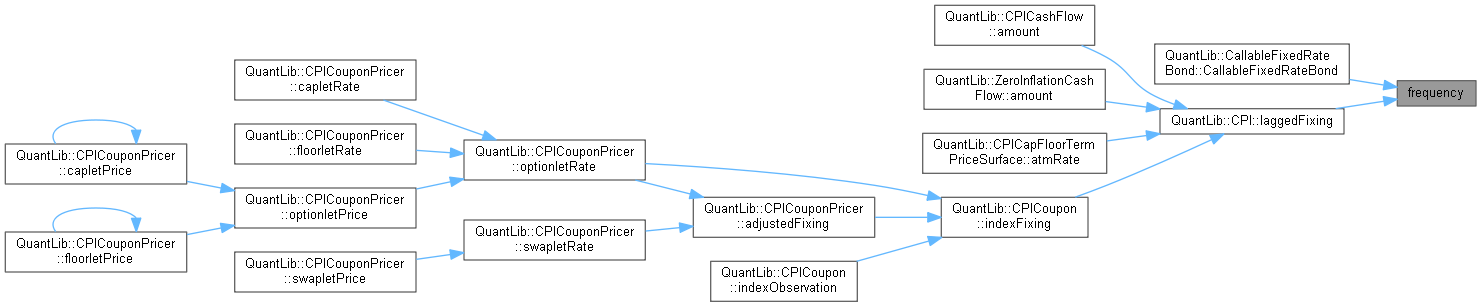 QuantLib::CPICashFlow
::amount
QuantLib::CallableFixedRate
Bond::CallableFixedRateBond
QuantLib::CPICouponPricer
::capletRate
QuantLib::ZeroInflationCash
Flow::amount
frequency
QuantLib::CPI::laggedFixing
QuantLib::CPICouponPricer
::floorletRate
QuantLib::CPICouponPricer
::capletPrice
QuantLib::CPICouponPricer
::optionletRate
QuantLib::CPICapFloorTerm
PriceSurface::atmRate
QuantLib::CPICouponPricer
::optionletPrice
QuantLib::CPICouponPricer
::adjustedFixing
QuantLib::CPICoupon
::indexFixing
QuantLib::CPICouponPricer
::floorletPrice
QuantLib::CPICouponPricer
::swapletRate
QuantLib::CPICouponPricer
::swapletPrice
QuantLib::CPICoupon
::indexObservation